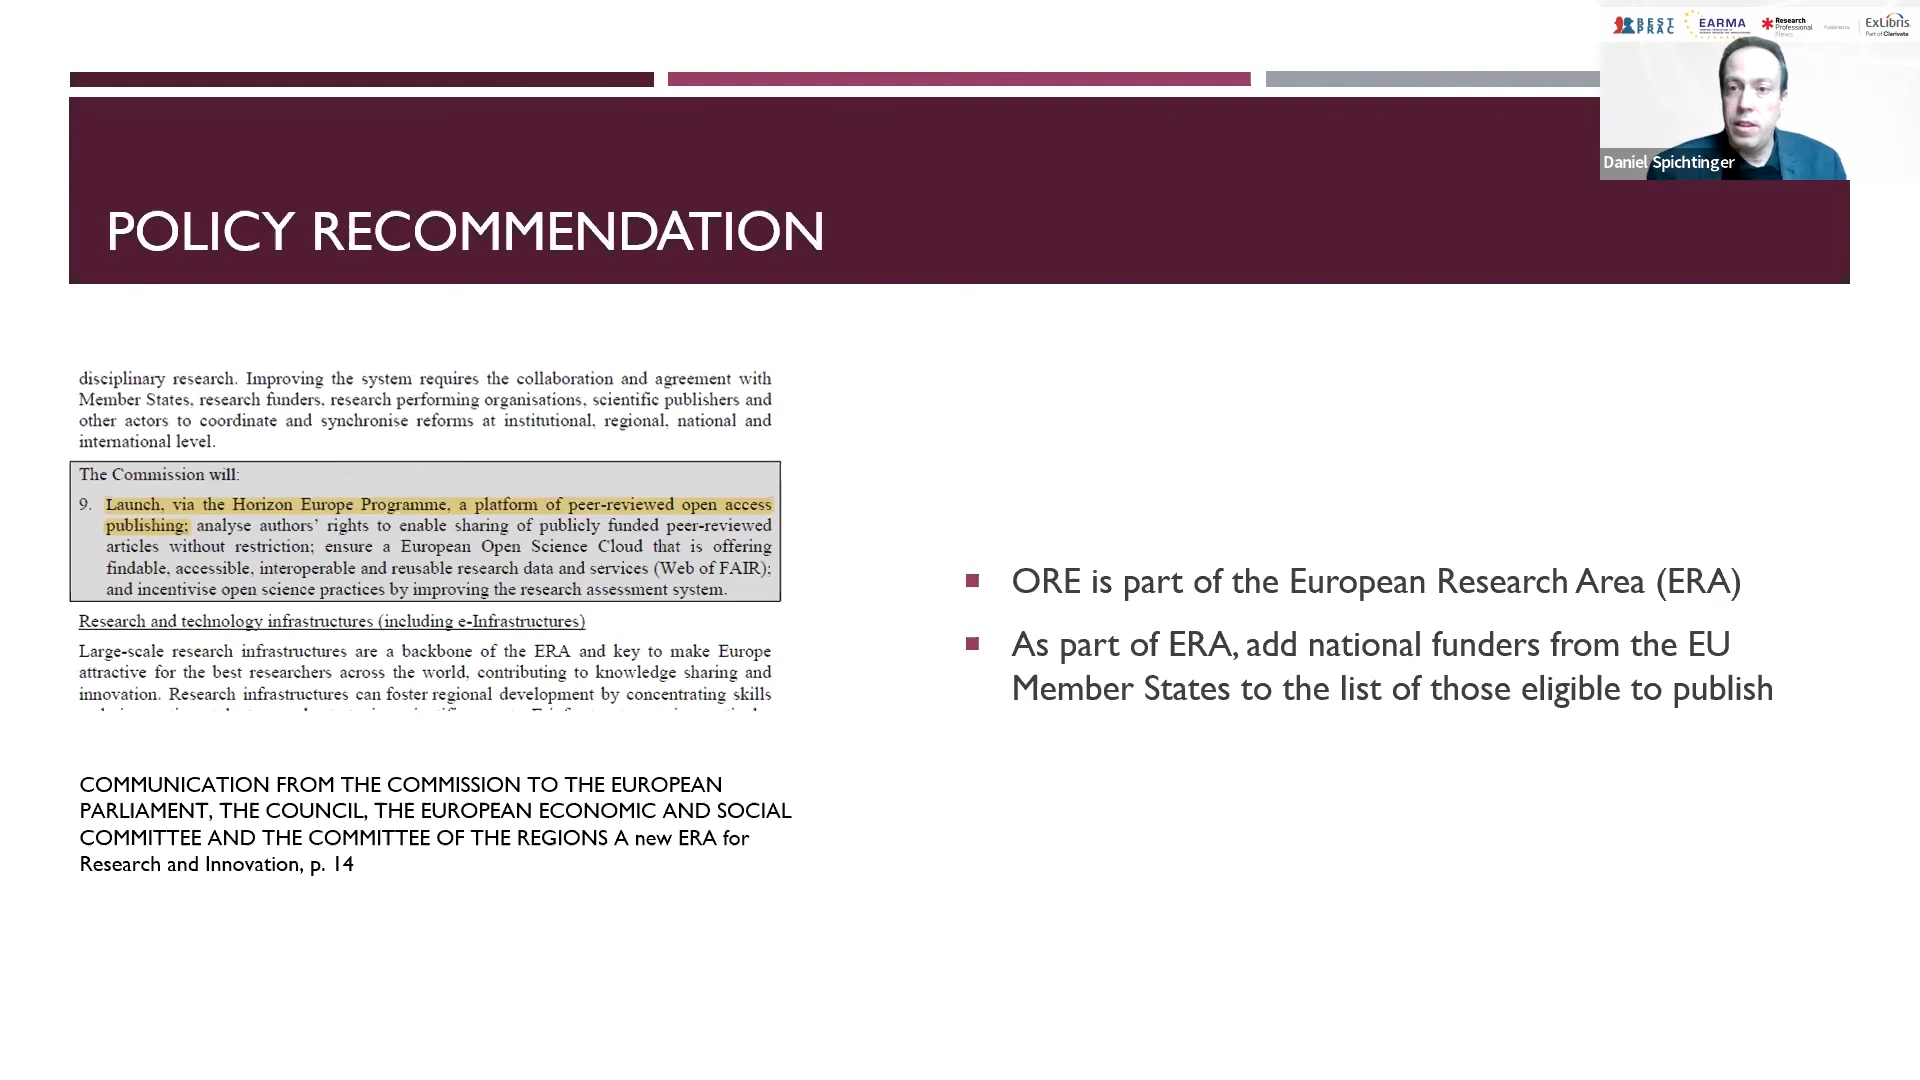 BEST PRAC
EARMA
Research Professional News
ExLibris
Part of Clarivate
Daniel Spichtinger
POLICY RECOMMENDATION
disciplinary research. Improving the system requires the collaboration and agreement with
Member States, research funders, research performing organisations, scientific publishers and
other actors to coordinate and synchronise reforms at institutional, regional, national and
international level.
The Commission will:
9. Launch, via the Horizon Europe Programme, a platform of peer-reviewed open access
publishing; analyse authors' rights to enable sharing of publicly funded peer-reviewed
articles without restriction; ensure a European Open Science Cloud that is offering
findable, accessible, interoperable and reusable research data and services (Web of FAIR);
and incentivise open science practices by improving the research assessment system.
Research and technology infrastructures (including e-Infrastructures)
Large-scale research infrastructures are a backbone of the ERA and key to make Europe
attractive for the best researchers across the world, contributing to knowledge sharing and
innovation. Research infrastructures can foster regional development by concentrating skills
COMMUNICATION FROM THE COMMISSION TO THE EUROPEAN
PARLIAMENT, THE COUNCIL, THE EUROPEAN ECONOMIC AND SOCIAL
COMMITTEE AND THE COMMITTEE OF THE REGIONS A new ERA for
Research and Innovation, p. 14
ORE is part of the European Research Area (ERA)
As part of ERA, add national funders from the EU
Member States to the list of those eligible to publish